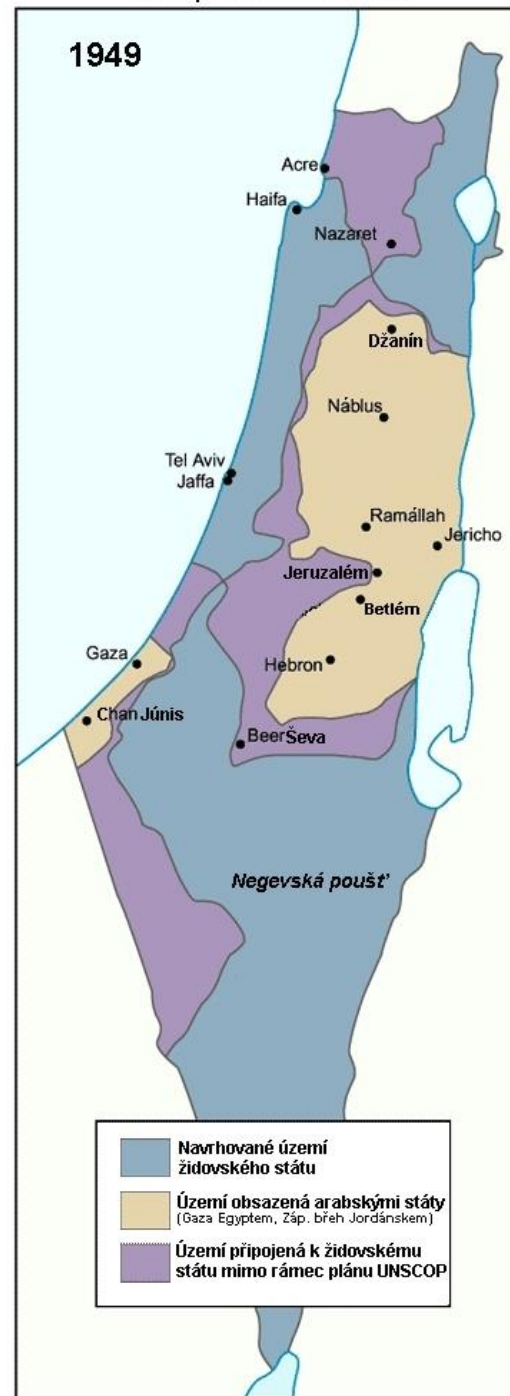 1949
Acre
Haifa
Nazaret
Džanín
Náblus
Tel Aviv
Jaffa
Ramállah
Jericho
Jeruzalém
Betlém
Gaza
Hebron
Chan Júnis
Beer Ševa
Negevská poušť
Navrhované území
židovského státu
Území obsazená arabskými státy
(Gaza Egyptem, Záp. břeh Jordánskem)
Území připojená k židovskému
státu mimo rámec plánu UNSCOP